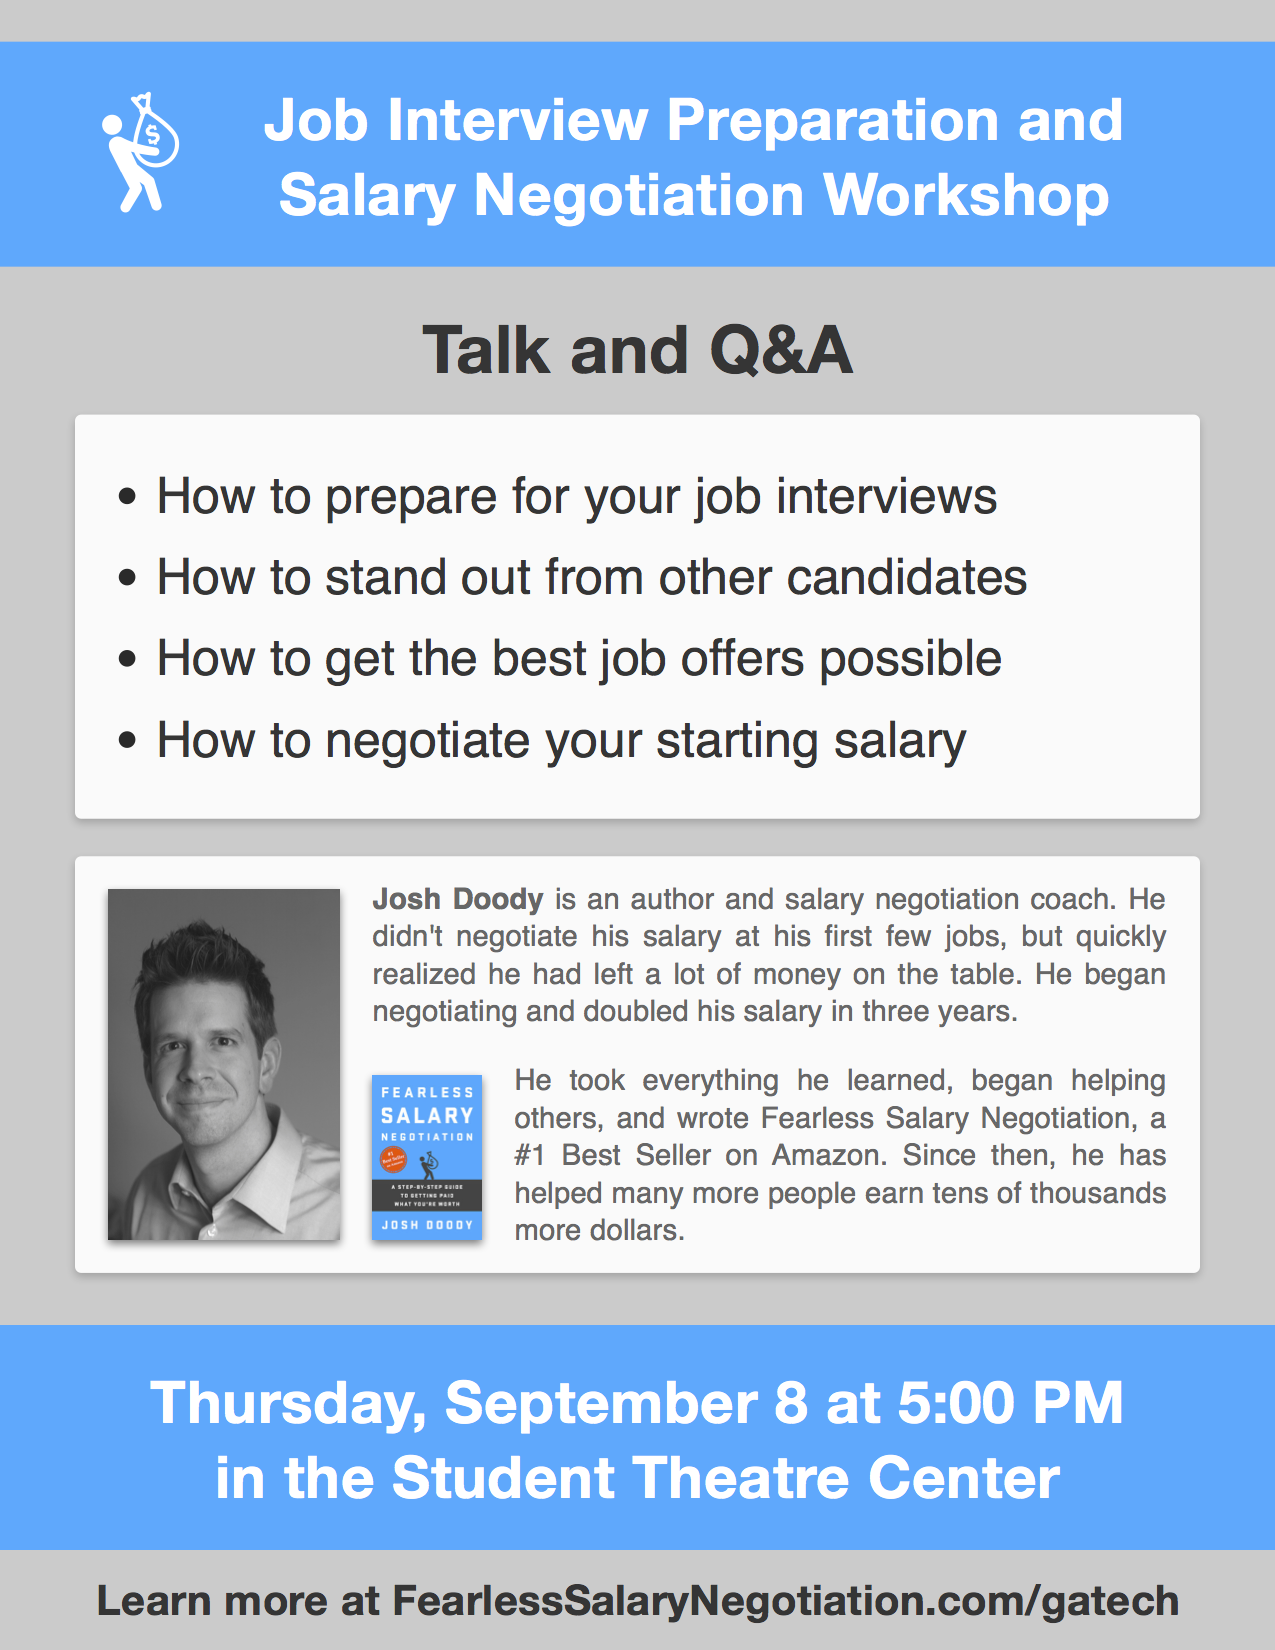 $
Job Interview Preparation and
Salary Negotiation Workshop
Talk and Q&A
• How to prepare for your job interviews
• How to stand out from other candidates
• How to get the best job offers possible
• How to negotiate your starting salary
Josh Doody is an author and salary negotiation coach. He
didn't negotiate his salary at his first few jobs, but quickly
realized he had left a lot of money on the table. He began
negotiating and doubled his salary in three years.
FEARLESS
SALARY
NEGOTIATION
#1
Best Seller
on Amazon
A STEP-BY-STEP GUIDE
TO GETTING PAID
WHAT YOU'RE WORTH
JOSH DOODY
He took everything he learned, began helping
others, and wrote Fearless Salary Negotiation, a
#1 Best Seller on Amazon. Since then, he has
helped many more people earn tens of thousands
more dollars.
Thursday, September 8 at 5:00 PM
in the Student Theatre Center
Learn more at FearlessSalaryNegotiation.com/gatech